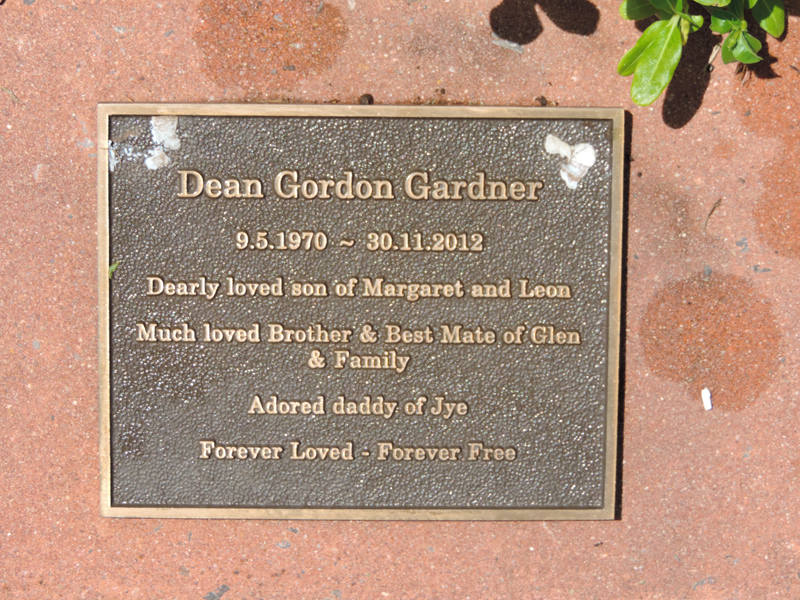 Dean Gordon Gardner
9.5.1970 ~ 30.11.2012
Dearly loved son of Margaret and Leon
Much loved Brother & Best Mate of Glen
& Family
Adored daddy of Jye
Forever Loved - Forever Free